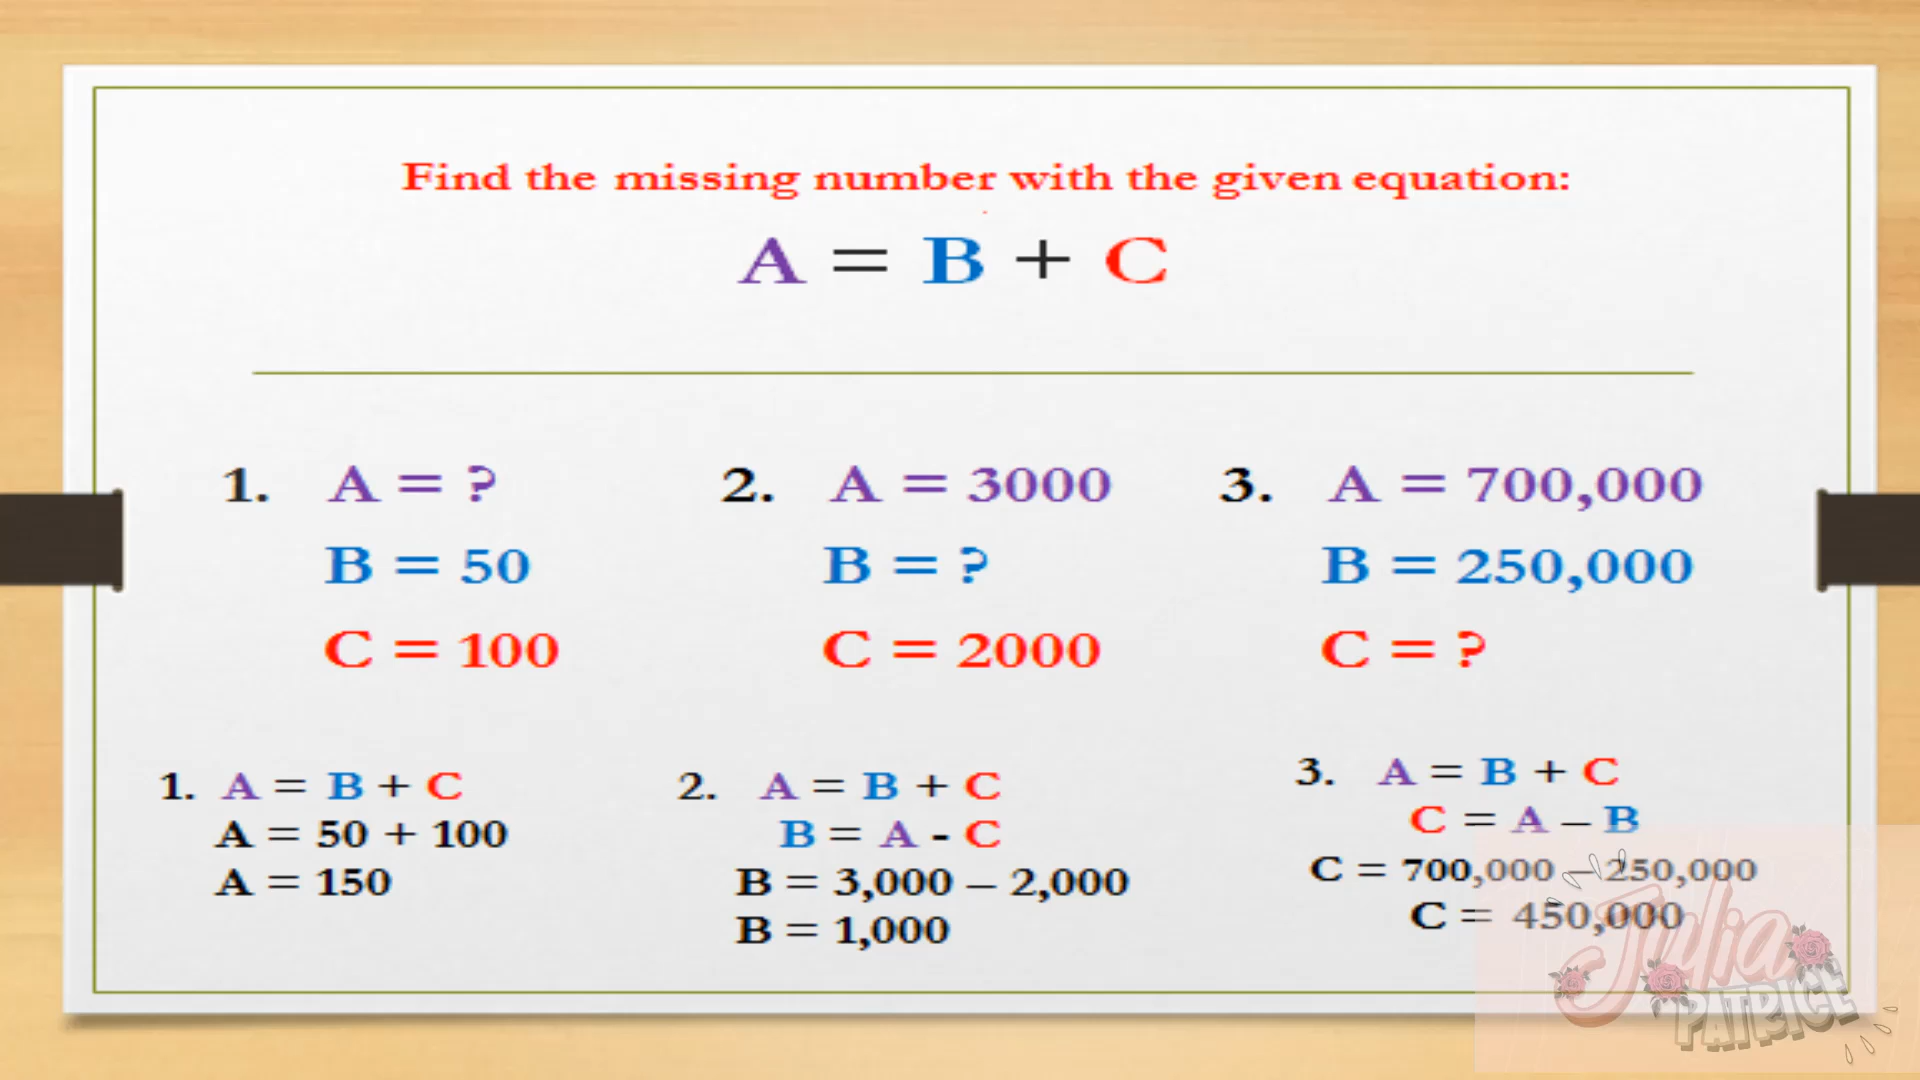 Find the missing number with the given equation:
A = B + C
1. A = ?
B = 50
C = 100
2. A = 3000
B = ?
C = 2000
3. A = 700,000
B = 250,000
C = ?
1. A = B + C
A = 50 + 100
A = 150
2. A = B + C
B = A - C
B = 3,000 – 2,000
B = 1,000
3. A = B + C
C = A – B
C = 700,000 – 250,000
C = 450,000
Julia
PATRICE